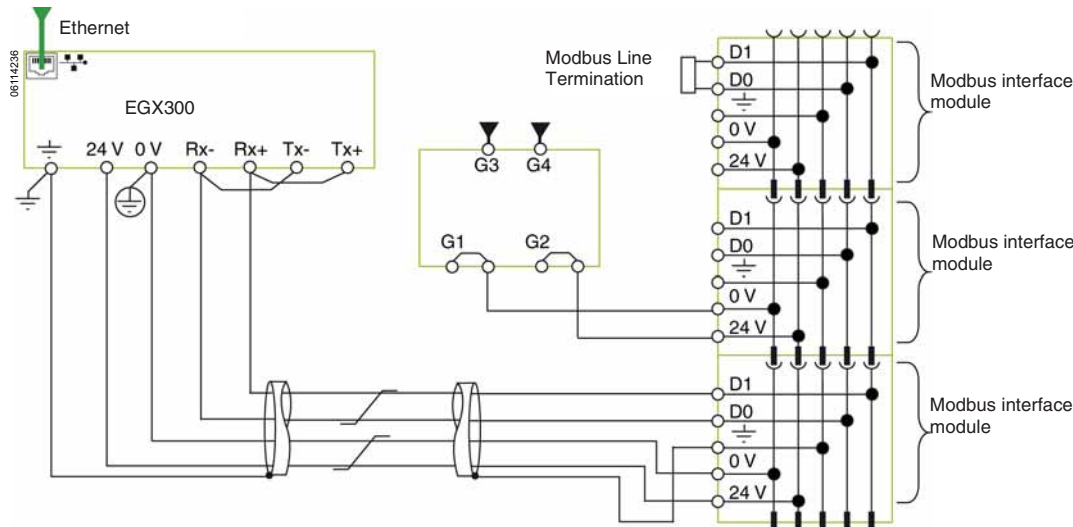 Ethernet
06114236
EGX300
24 V 0 V Rx- Rx+ Tx- Tx+
G3 G4
G1 G2
Modbus Line
Termination
D1
D0
0 V
24 V
Modbus interface
module
D1
D0
0 V
24 V
Modbus interface
module
D1
D0
0 V
24 V
Modbus interface
module